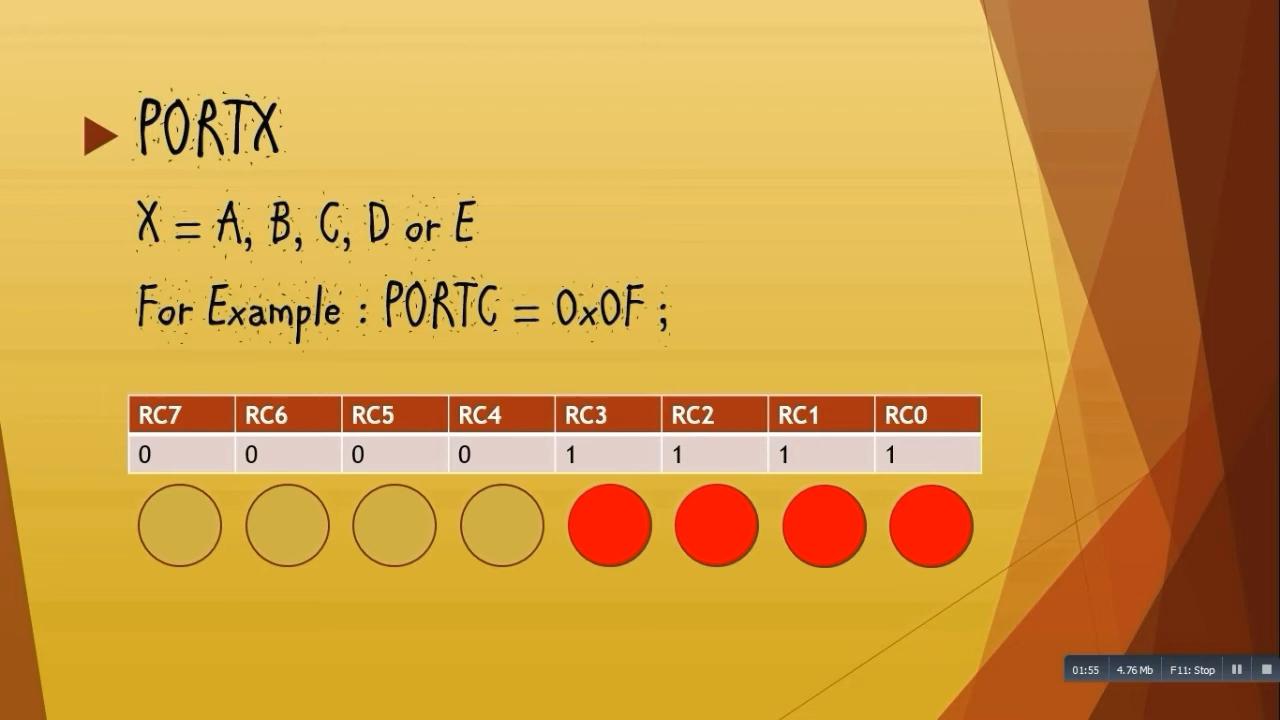 PORTX
X = A, B, C, D or E
For Example : PORTC = 0x0F ;
RC7 RC6 RC5 RC4 RC3 RC2 RC1 RC0
0 0 0 0 1 1 1 1
01:55 4.76 Mb F11: Stop